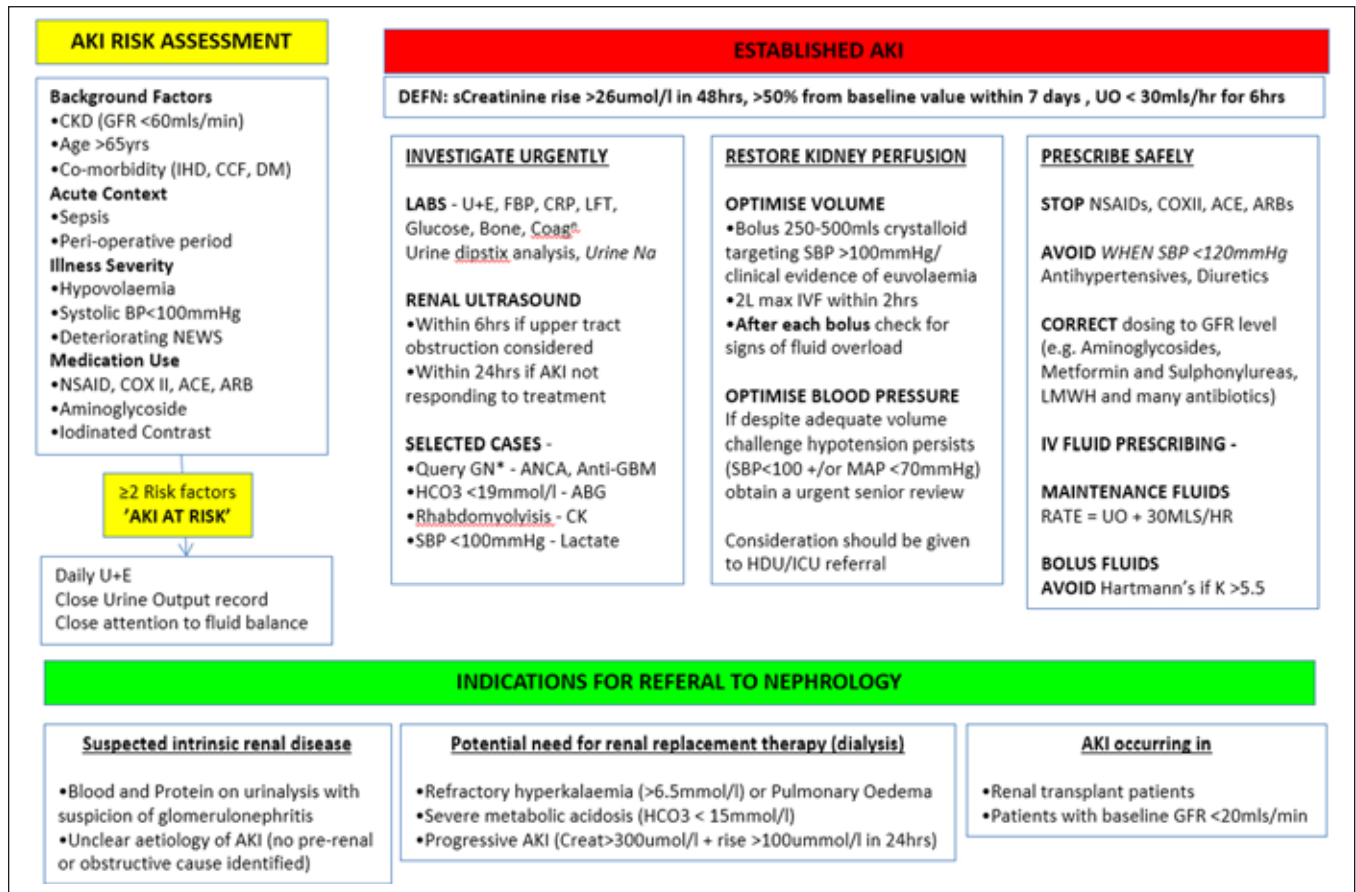 AKI RISK ASSESSMENT
Background Factors
•CKD (GFR <60mls/min)
•Age >65yrs
•Co-morbidity (IHD, CCF, DM)
Acute Context
•Sepsis
•Peri-operative period
Illness Severity
•Hypovolaemia
•Systolic BP<100mmHg
•Deteriorating NEWS
Medication Use
•NSAID, COX II, ACE, ARB
•Aminoglycoside
•Iodinated Contrast
≥2 Risk factors
'AKI AT RISK'
Daily U+E
Close Urine Output record
Close attention to fluid balance
ESTABLISHED AKI
DEFN: sCreatinine rise >26umol/l in 48hrs, >50% from baseline value within 7 days , UO < 30mls/hr for 6hrs
INVESTIGATE URGENTLY
LABS - U+E, FBP, CRP, LFT,
Glucose, Bone, Coagⁿ
Urine dipstix analysis, Urine Na
RENAL ULTRASOUND
•Within 6hrs if upper tract
obstruction considered
•Within 24hrs if AKI not
responding to treatment
SELECTED CASES -
•Query GN* - ANCA, Anti-GBM
•HCO3 <19mmol/l - ABG
•Rhabdomyolyisis - CK
•SBP <100mmHg - Lactate
RESTORE KIDNEY PERFUSION
OPTIMISE VOLUME
•Bolus 250-500mls crystalloid
targeting SBP >100mmHg/
clinical evidence of euvolaemia
•2L max IVF within 2hrs
•After each bolus check for
signs of fluid overload
OPTIMISE BLOOD PRESSURE
If despite adequate volume
challenge hypotension persists
(SBP<100 +/or MAP <70mmHg)
obtain a urgent senior review
Consideration should be given
to HDU/ICU referral
PRESCRIBE SAFELY
STOP NSAIDs, COXII, ACE, ARBs
AVOID WHEN SBP <120mmHg
Antihypertensives, Diuretics
CORRECT dosing to GFR level
(e.g. Aminoglycosides,
Metformin and Sulphonylureas,
LMWH and many antibiotics)
IV FLUID PRESCRIBING -
MAINTENANCE FLUIDS
RATE = UO + 30MLS/HR
BOLUS FLUIDS
AVOID Hartmann's if K >5.5
INDICATIONS FOR REFERAL TO NEPHROLOGY
Suspected intrinsic renal disease
•Blood and Protein on urinalysis with
suspicion of glomerulonephritis
•Unclear aetiology of AKI (no pre-renal
or obstructive cause identified)
Potential need for renal replacement therapy (dialysis)
•Refractory hyperkalaemia (>6.5mmol/l) or Pulmonary Oedema
•Severe metabolic acidosis (HCO3 < 15mmol/l)
•Progressive AKI (Creat>300umol/l + rise >100ummol/l in 24hrs)
AKI occurring in
•Renal transplant patients
•Patients with baseline GFR <20mls/min